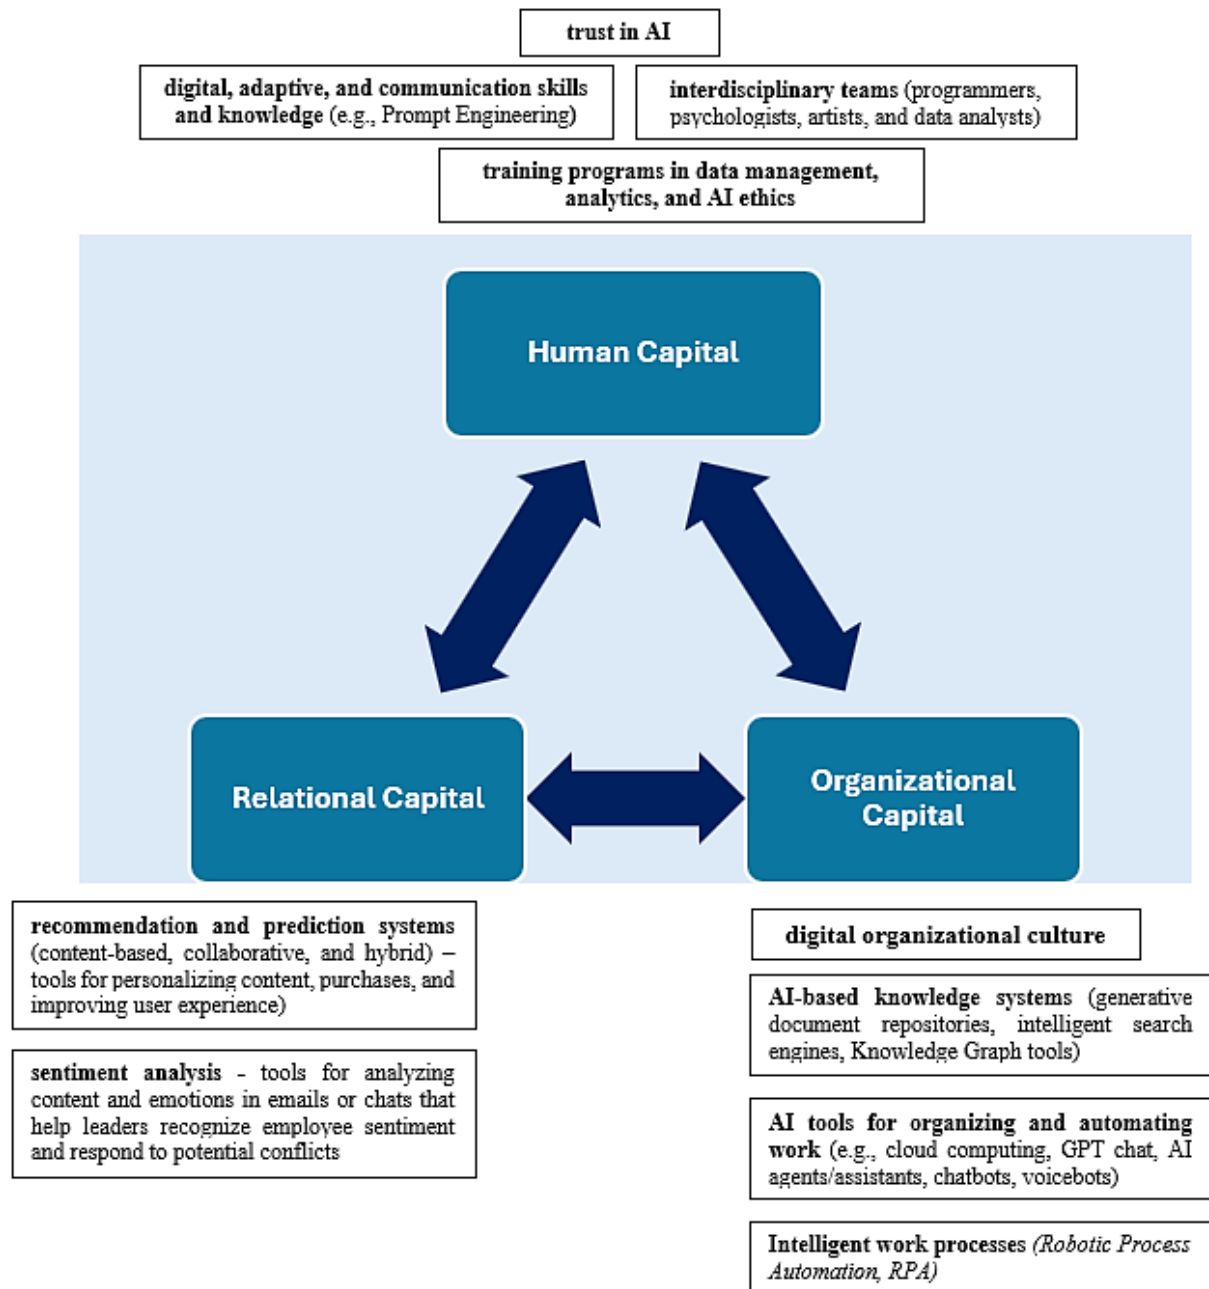 trust in AI
digital, adaptive, and communication skills
and knowledge (e.g., Prompt Engineering)
interdisciplinary teams (programmers,
psychologists, artists, and data analysts)
training programs in data management,
analytics, and AI ethics
Human Capital
Relational Capital
Organizational
Capital
recommendation and prediction systems
(content-based, collaborative, and hybrid) –
tools for personalizing content, purchases, and
improving user experience)
sentiment analysis - tools for analyzing
content and emotions in emails or chats that
help leaders recognize employee sentiment
and respond to potential conflicts
digital organizational culture
AI-based knowledge systems (generative
document repositories, intelligent search
engines, Knowledge Graph tools)
AI tools for organizing and automating
work (e.g., cloud computing, GPT chat, AI
agents/assistants, chatbots, voicebots)
Intelligent work processes (Robotic Process
Automation, RPA)